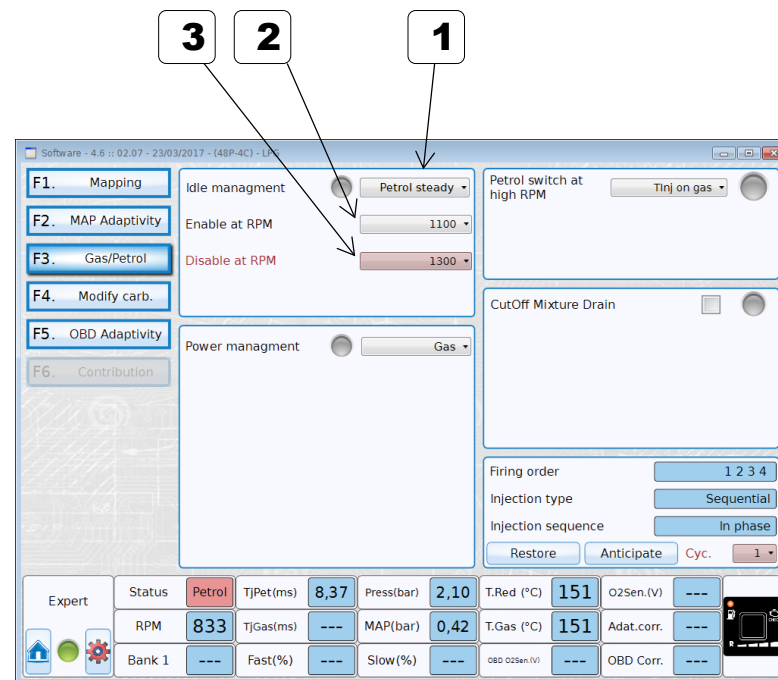 3 2 1
Software - 4.6 :: 02.07 - 23/03/2017 - (48P-4C) - LPG
F1. Mapping
F2. MAP Adaptivity
F3. Gas/Petrol
F4. Modify carb.
F5. OBD Adaptivity
F6. Contribution
Idle managment Petrol steady
Enable at RPM 1100
Disable at RPM 1300
Power managment Gas
Petrol switch at
high RPM
TInj on gas
CutOff Mixture Drain
Firing order 1 2 3 4
Injection type Sequential
Injection sequence In phase
Restore Anticipate Cyc. 1
Expert
Status Petrol TjPet(ms) 8,37 Press(bar) 2,10 T.Red (°C) 151 O2Sen.(V) ---
RPM 833 TjGas(ms) --- MAP(bar) 0,42 T.Gas (°C) 151 Adat.corr. ---
Bank 1 --- Fast(%) --- Slow(%) --- OBD O2Sen.(V) --- OBD Corr. ---
R